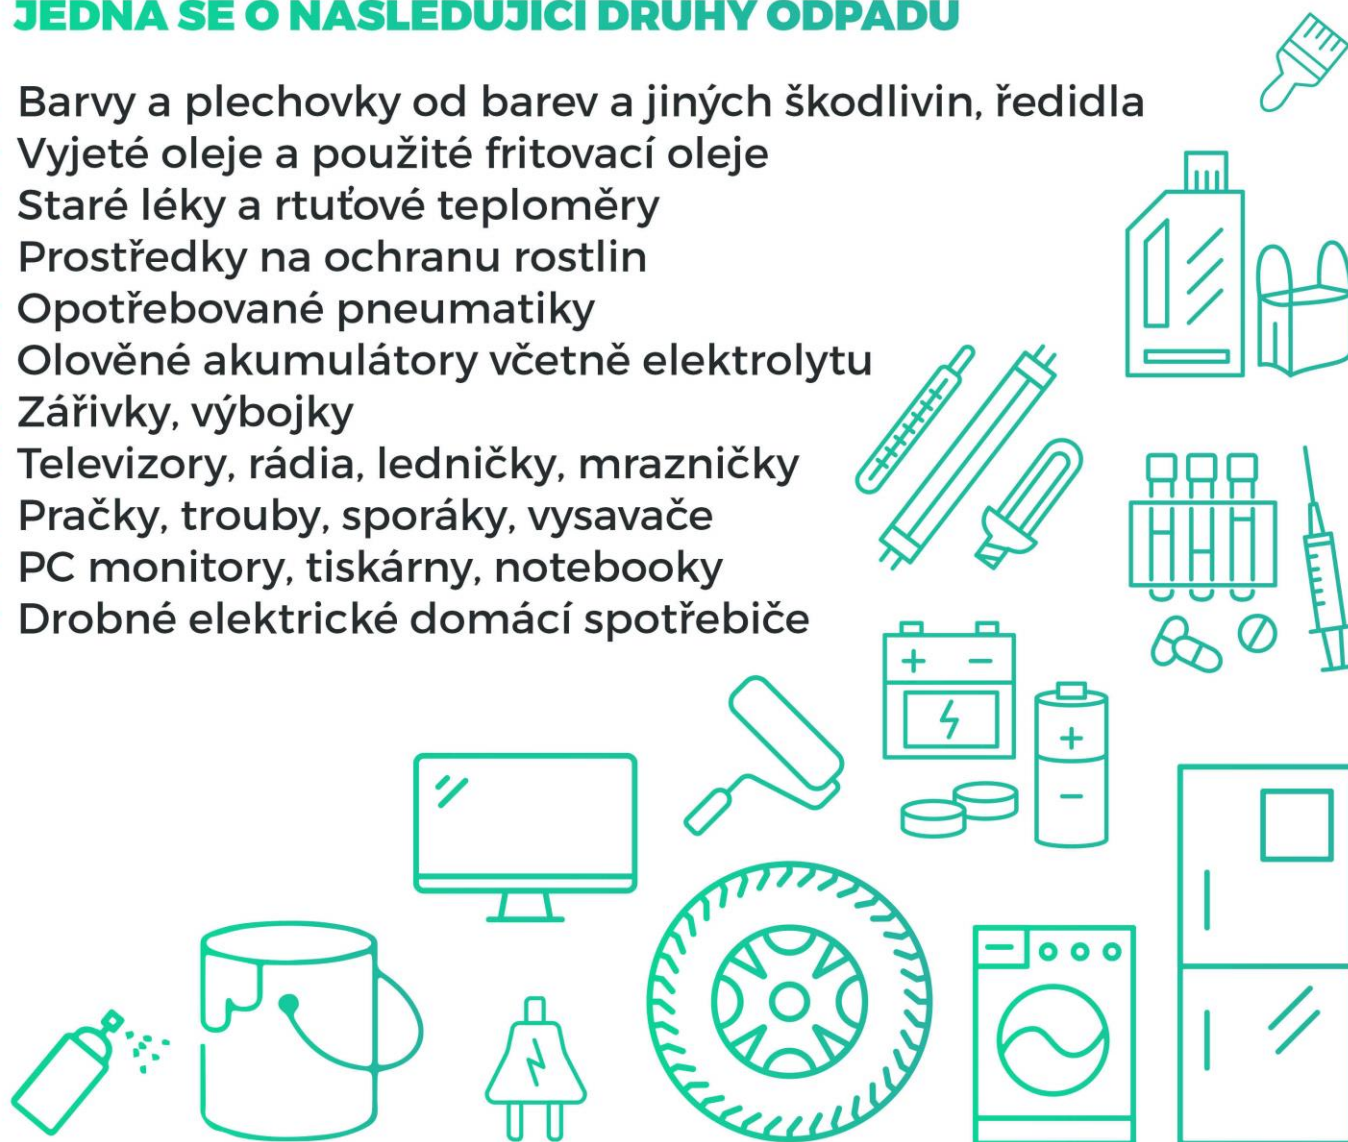 JEDNÁ SE O NÁSLEDUJÍCÍ DRUHY ODPADU
Barvy a plechovky od barev a jiných škodlivin, ředidla
Vyjeté oleje a použité fritovací oleje
Staré léky a rtuťové teploměry
Prostředky na ochranu rostlin
Opotřebované pneumatiky
Olověné akumulátory včetně elektrolytu
Zářivky, výbojky
Televizory, rádia, ledničky, mrazničky
Pračky, trouby, sporáky, vysavače
PC monitory, tiskárny, notebooky
Drobné elektrické domácí spotřebiče